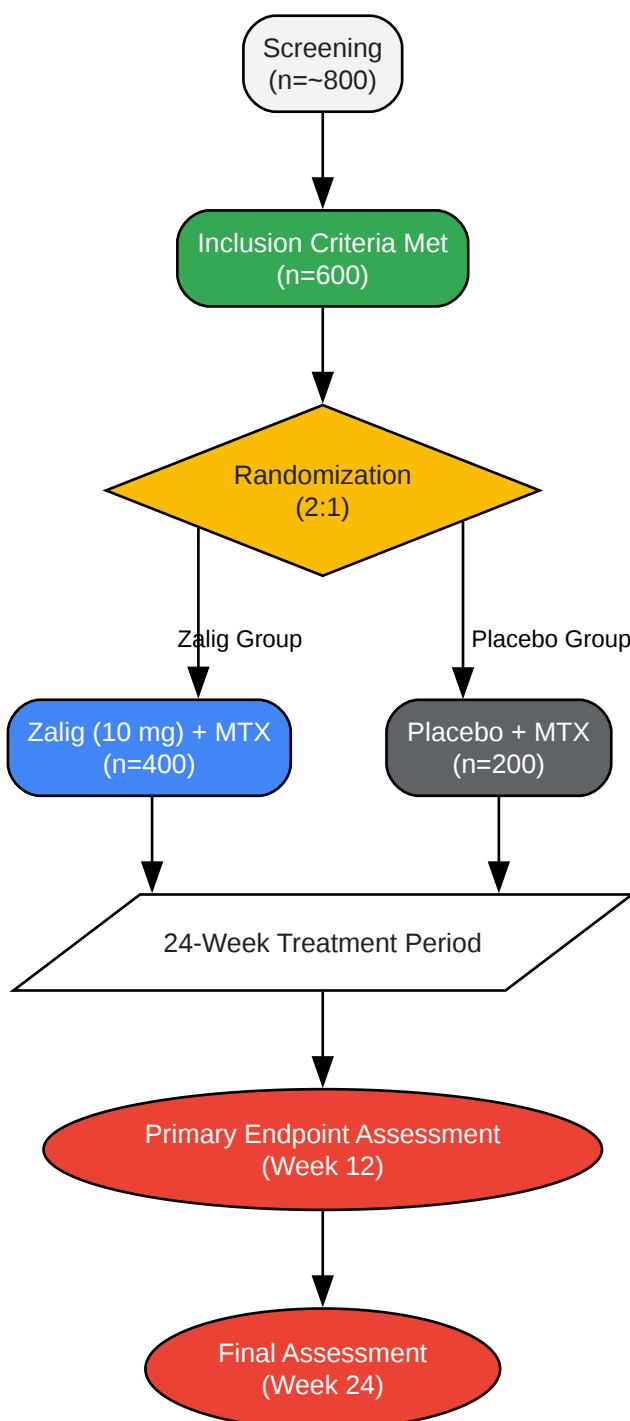 Screening
(n=~800)
Inclusion Criteria Met
(n=600)
Randomization
(2:1)
Zalig Group
Placebo Group
Zalig (10 mg) + MTX
(n=400)
Placebo + MTX
(n=200)
24-Week Treatment Period
Primary Endpoint Assessment
(Week 12)
Final Assessment
(Week 24)